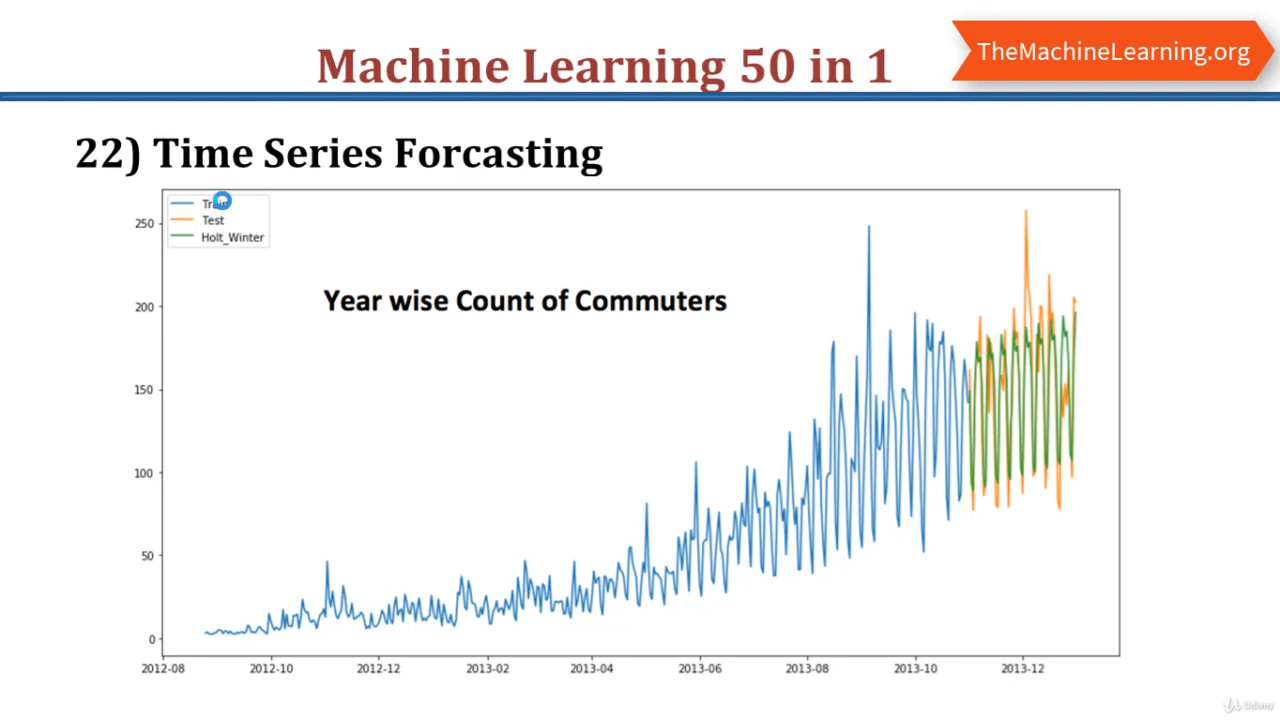 Machine Learning 50 in 1
TheMachineLearning.org
22) Time Series Forcasting
Train
Test
Holt_Winter
Year wise Count of Commuters
250
200
150
100
50
0
2012-08 2012-10 2012-12 2013-02 2013-04 2013-06 2013-08 2013-10 2013-12
Udemy